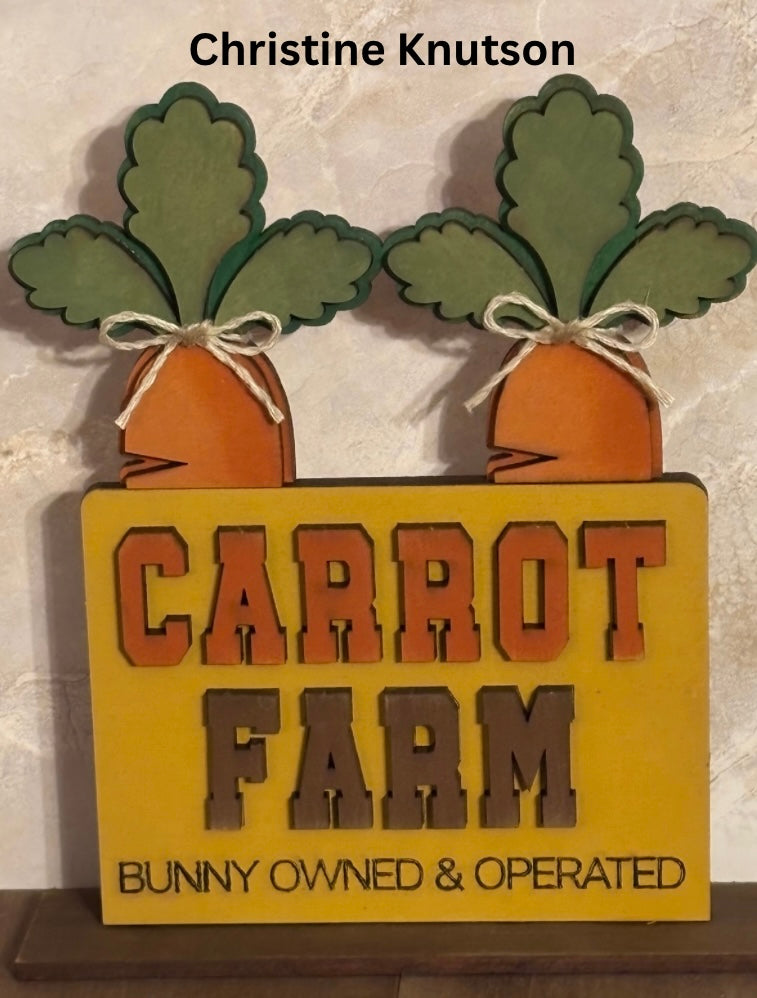 Christine Knutson
CARROT
FARM
BUNNY OWNED & OPERATED